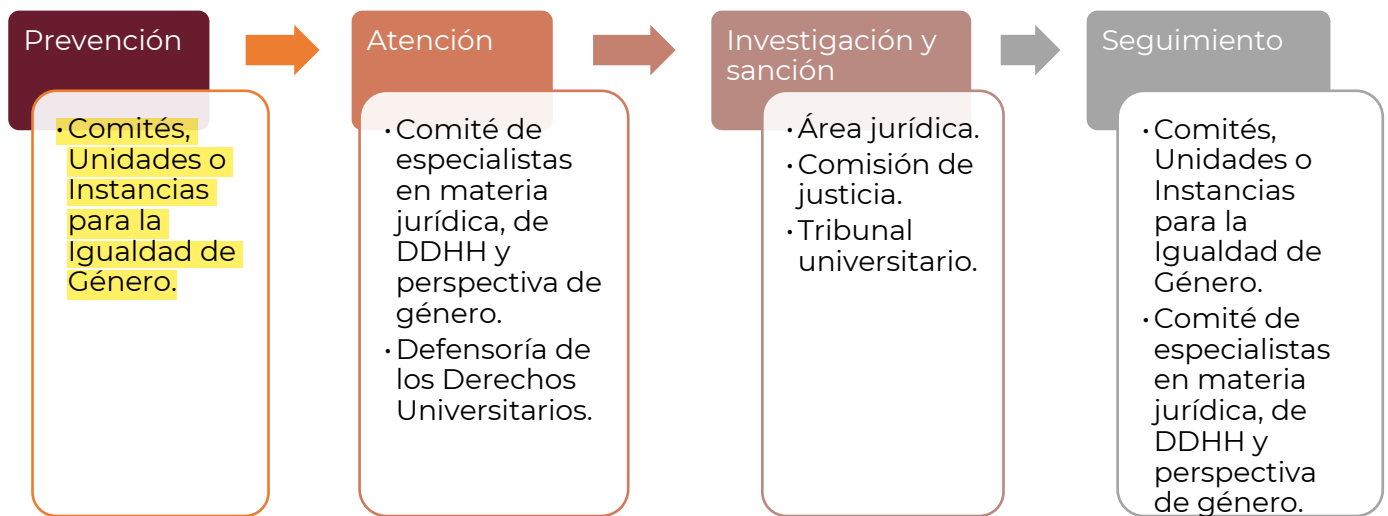 Prevención
· Comités,
Unidades o
Instancias
para la
Igualdad de
Género.
Atención
· Comité de
especialistas
en materia
jurídica, de
DDHH y
perspectiva de
género.
· Defensoría de
los Derechos
Universitarios.
Investigación y
sanción
· Área jurídica.
· Comisión de
justicia.
· Tribunal
universitario.
Seguimiento
· Comités,
Unidades o
Instancias
para la
Igualdad de
Género.
· Comité de
especialistas
en materia
jurídica, de
DDHH y
perspectiva
de género.